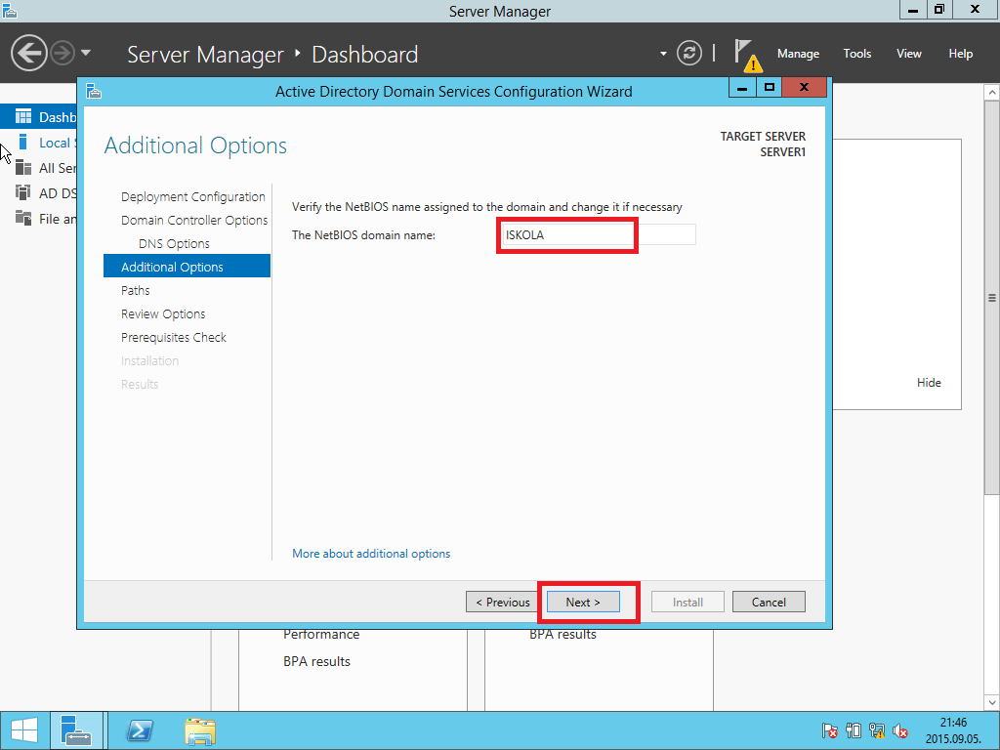 Server Manager
Server Manager ‣ Dashboard
Manage Tools View Help
Active Directory Domain Services Configuration Wizard
Dashb
Local S
All Ser
AD DS
File an
Additional Options
TARGET SERVER
SERVER1
Deployment Configuration
Domain Controller Options
DNS Options
Additional Options
Paths
Review Options
Prerequisites Check
Installation
Results
Verify the NetBIOS name assigned to the domain and change it if necessary
The NetBIOS domain name: ISKOLA
More about additional options
Hide
< Previous Next > Install Cancel
Performance
BPA results
BPA results
21:46
2015.09.05.